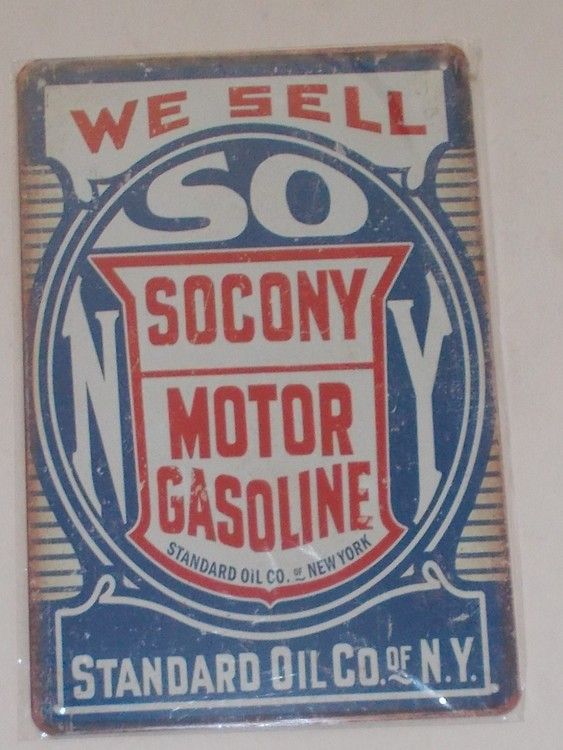 WE SELL
SO
N Y
SOCONY
MOTOR
GASOLINE
STANDARD OIL CO. OF NEW YORK
STANDARD OIL CO. OF N.Y.